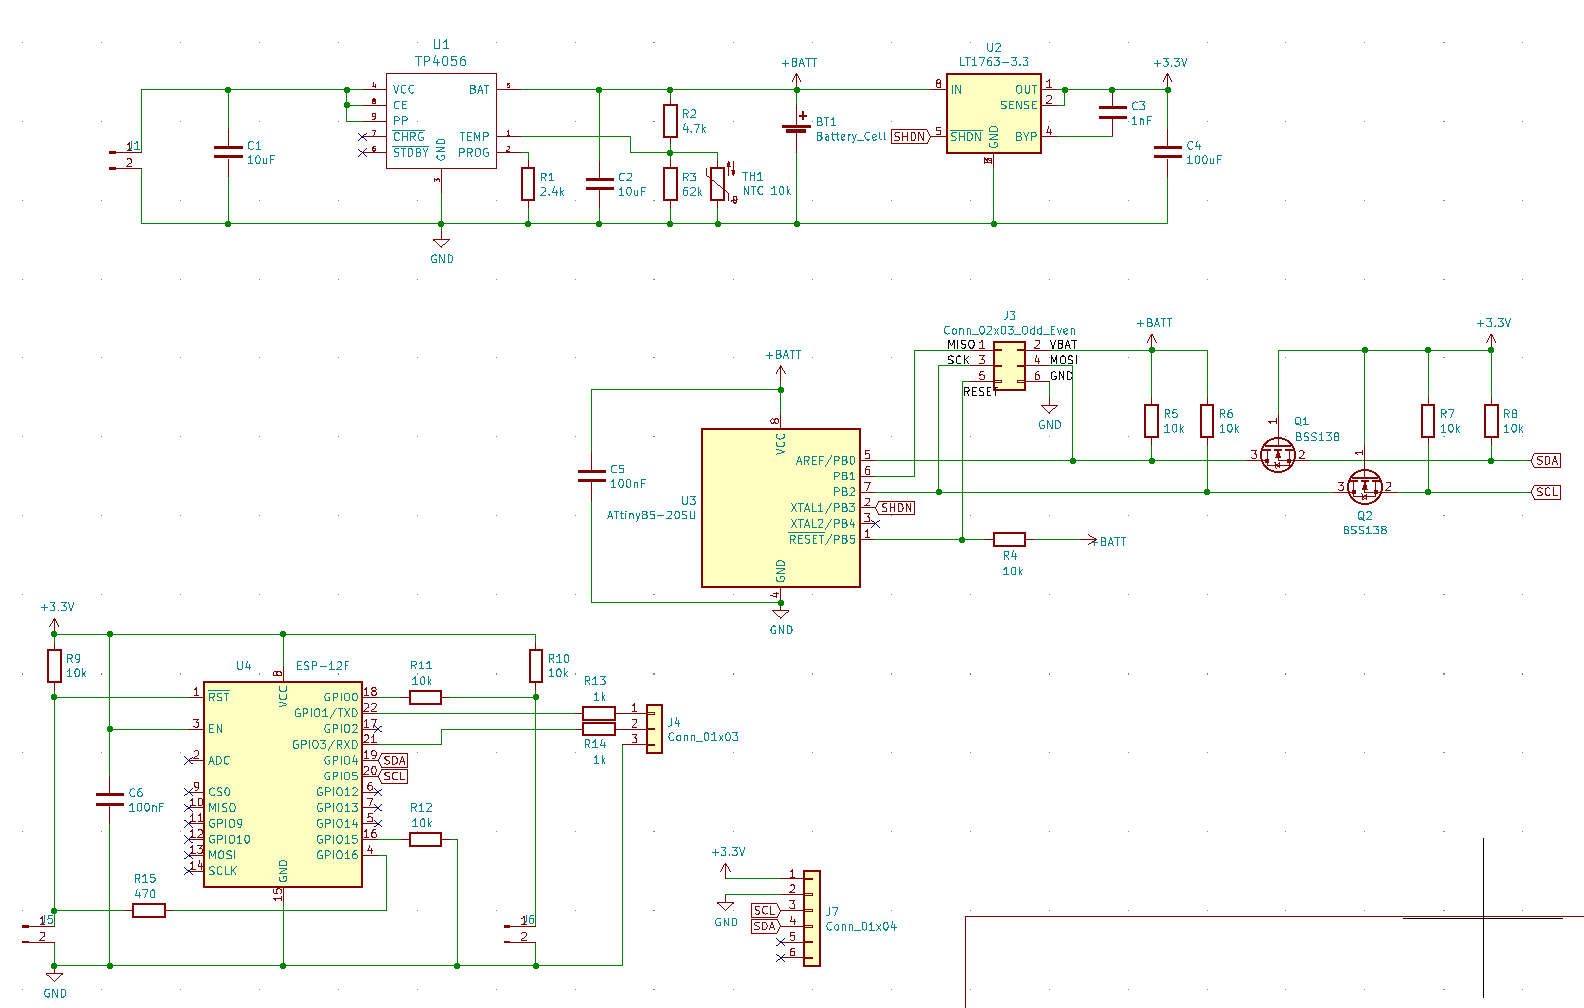 U1
TP4056
4 VCC
8 CE
9 PP
7 CHRG
6 STDBY
BAT 5
TEMP 1
PROG 2
GND
3
J1
1
2
C1
10uF
R1
2.4k
C2
10uF
R2
4.7k
R3
62k
TH1
NTC 10k
+BATT
BT1
Battery_Cell
GND
U2
LT1763-3.3
8 IN
OUT 1
SENSE 2
SHDN 5 SHDN
GND
BYP 4
C3
1nF
+3.3V
C4
100uF
J3
Conn_02x03_Odd_Even
MISO 1 2 VBAT
SCK 3 4 MOSI
5 6 GND
RESET
GND
+BATT
+3.3V
+BATT
R5
10k
R6
10k
Q1
BSS138
1
3 2
R7
10k
R8
10k
SDA
1
3 2
Q2
BSS138
SCL
8
VCC
C5
100nF
U3
ATtiny85-20SU
AREF/PB0 5
PB1 6
PB2 7
XTAL1/PB3 2 SHDN
XTAL2/PB4 3
RESET/PB5 1
GND
4
GND
R4
10k
+BATT
+3.3V
R9
10k
U4 ESP-12F
8
VCC
1 RST
3 EN
2 ADC
9 CS0
10 MISO
11 GPIO9
12 GPIO10
13 MOSI
14 SCLK
GND
15
GPIO0 18
GPIO1/TXD 22
GPIO2 17
GPIO3/RXD 21
GPIO4 19 SDA
GPIO5 20 SCL
GPIO12 6
GPIO13 7
GPIO14 5
GPIO15 16
GPIO16 4
R11
10k
R10
10k
R13
1k
R14
1k
1
2
3
J4
Conn_01x03
C6
100nF
R12
10k
R15
470
J5
1
2
J6
1
2
GND
+3.3V
GND
1
2
SCL 3
SDA 4
5
6
J7
Conn_01x04